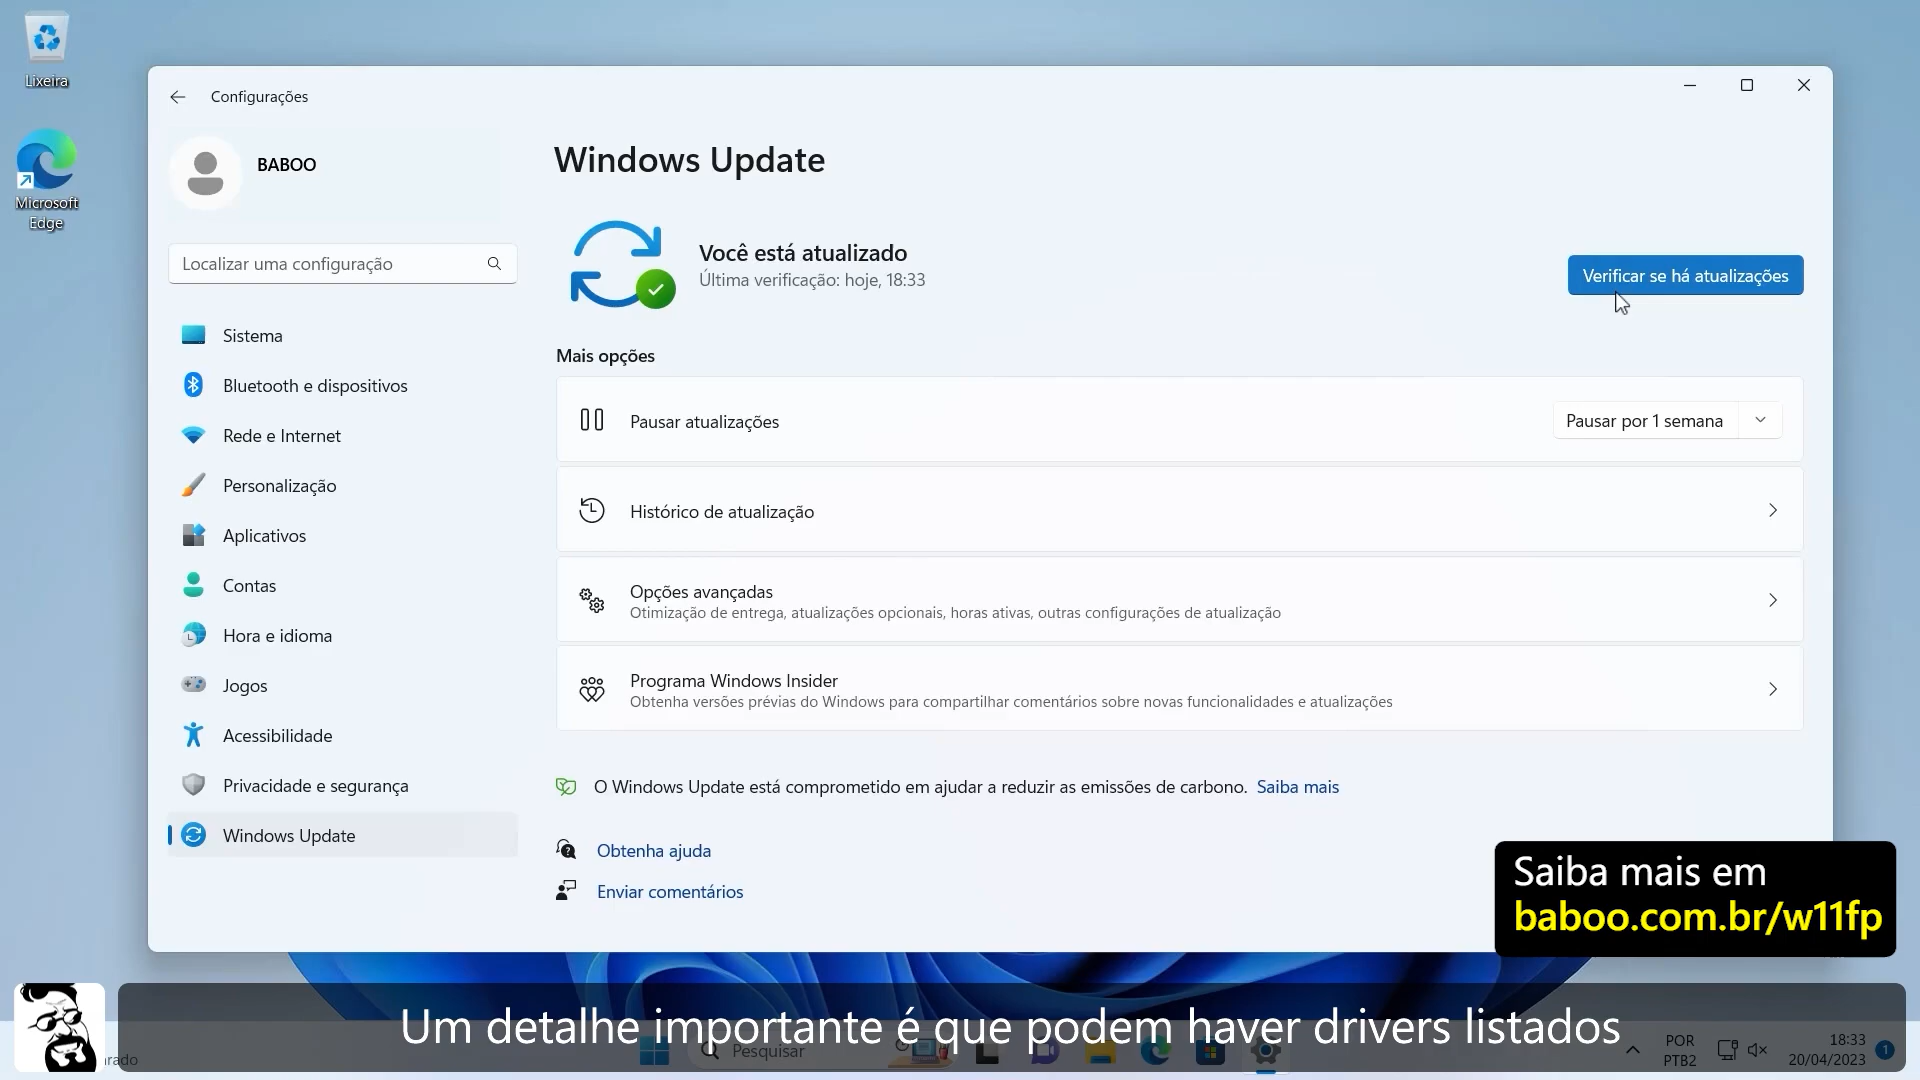 Lixeira
Microsoft
Edge
Configurações
BABOO
Localizar uma configuração
Sistema
Bluetooth e dispositivos
Rede e Internet
Personalização
Aplicativos
Contas
Hora e idioma
Jogos
Acessibilidade
Privacidade e segurança
Windows Update
Windows Update
Você está atualizado
Última verificação: hoje, 18:33
Verificar se há atualizações
Mais opções
Pausar atualizações
Pausar por 1 semana
Histórico de atualização
Opções avançadas
Otimização de entrega, atualizações opcionais, horas ativas, outras configurações de atualização
Programa Windows Insider
Obtenha versões prévias do Windows para compartilhar comentários sobre novas funcionalidades e atualizações
O Windows Update está comprometido em ajudar a reduzir as emissões de carbono. Saiba mais
Obtenha ajuda
Enviar comentários
Saiba mais em
baboo.com.br/w11fp
Um detalhe importante é que podem haver drivers listados
Pesquisar
POR
PTB2
18:33
20/04/2023
1